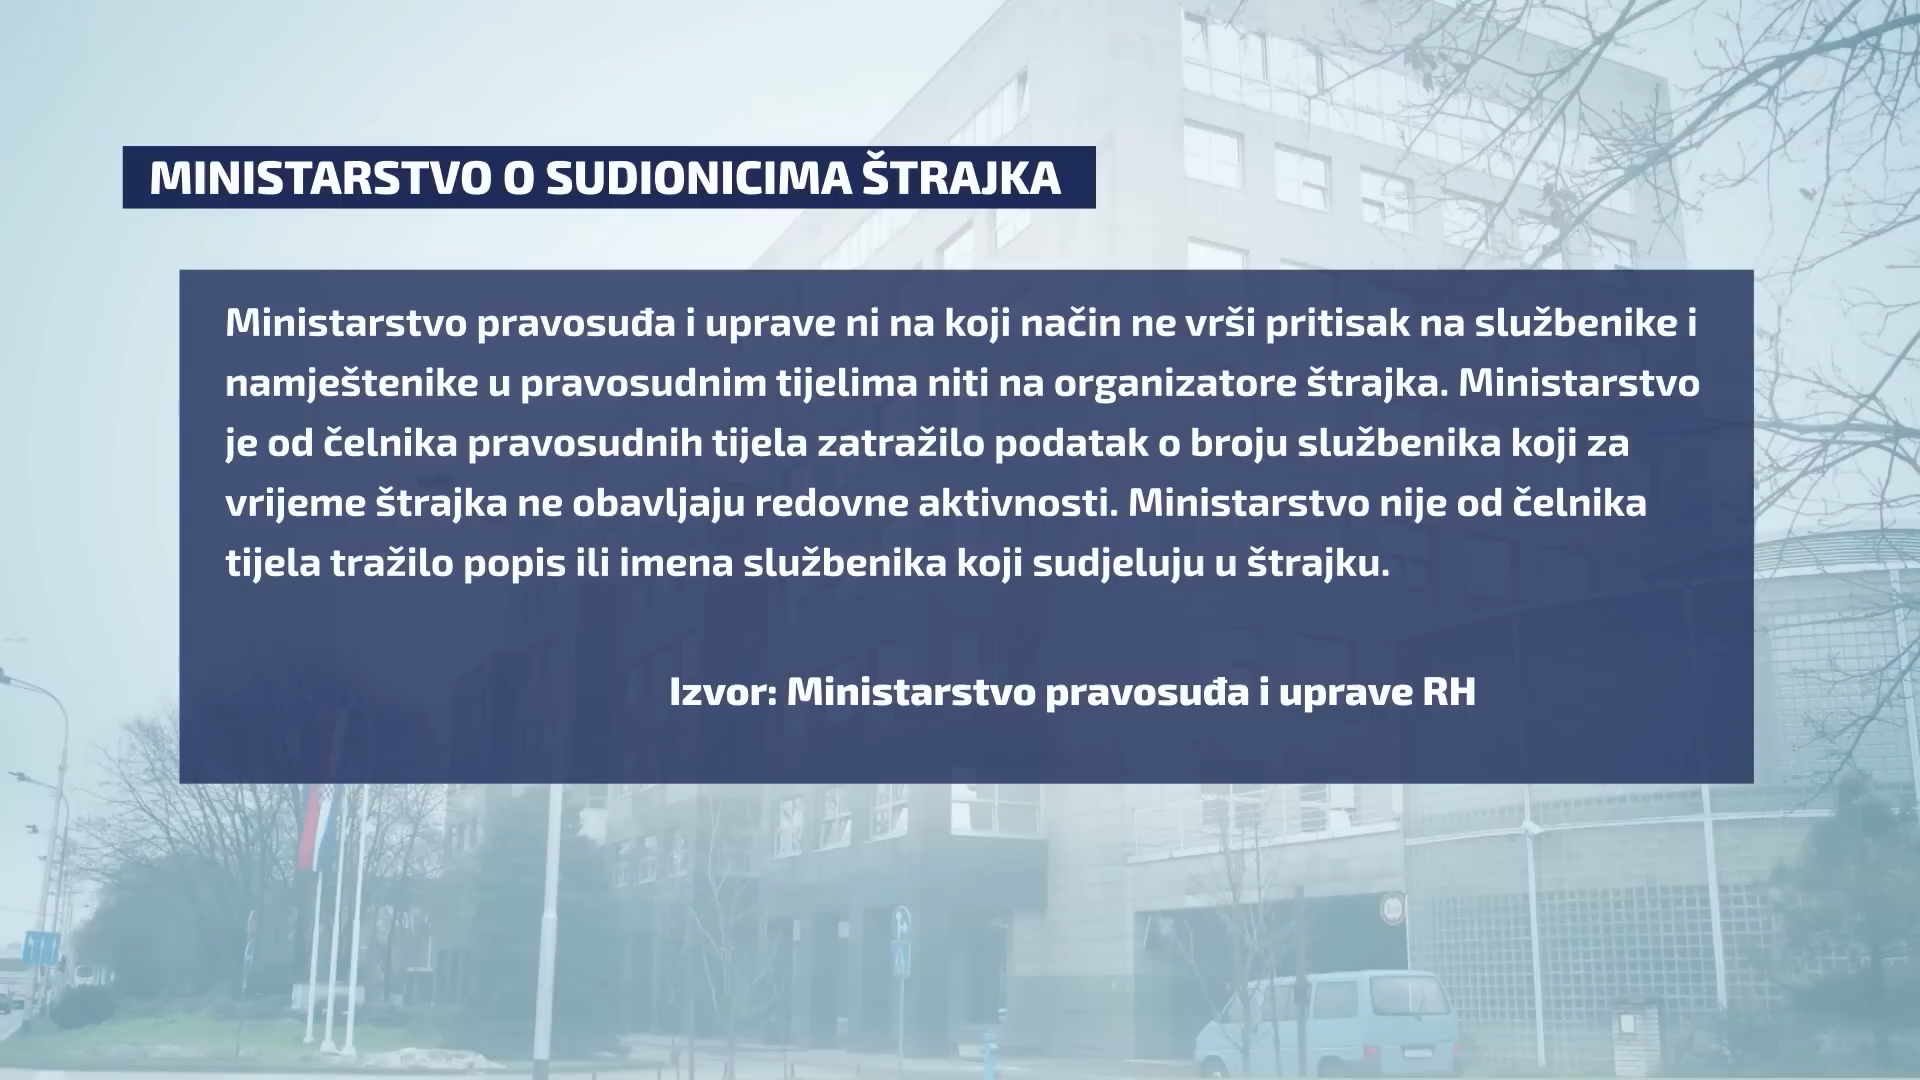 MINISTARSTVO O SUDIONICIMA ŠTRAJKA
Ministarstvo pravosuđa i uprave ni na koji način ne vrši pritisak na službenike i
namještenike u pravosudnim tijelima niti na organizatore štrajka. Ministarstvo
je od čelnika pravosudnih tijela zatražilo podatak o broju službenika koji za
vrijeme štrajka ne obavljaju redovne aktivnosti. Ministarstvo nije od čelnika
tijela tražilo popis ili imena službenika koji sudjeluju u štrajku.
Izvor: Ministarstvo pravosuđa i uprave RH